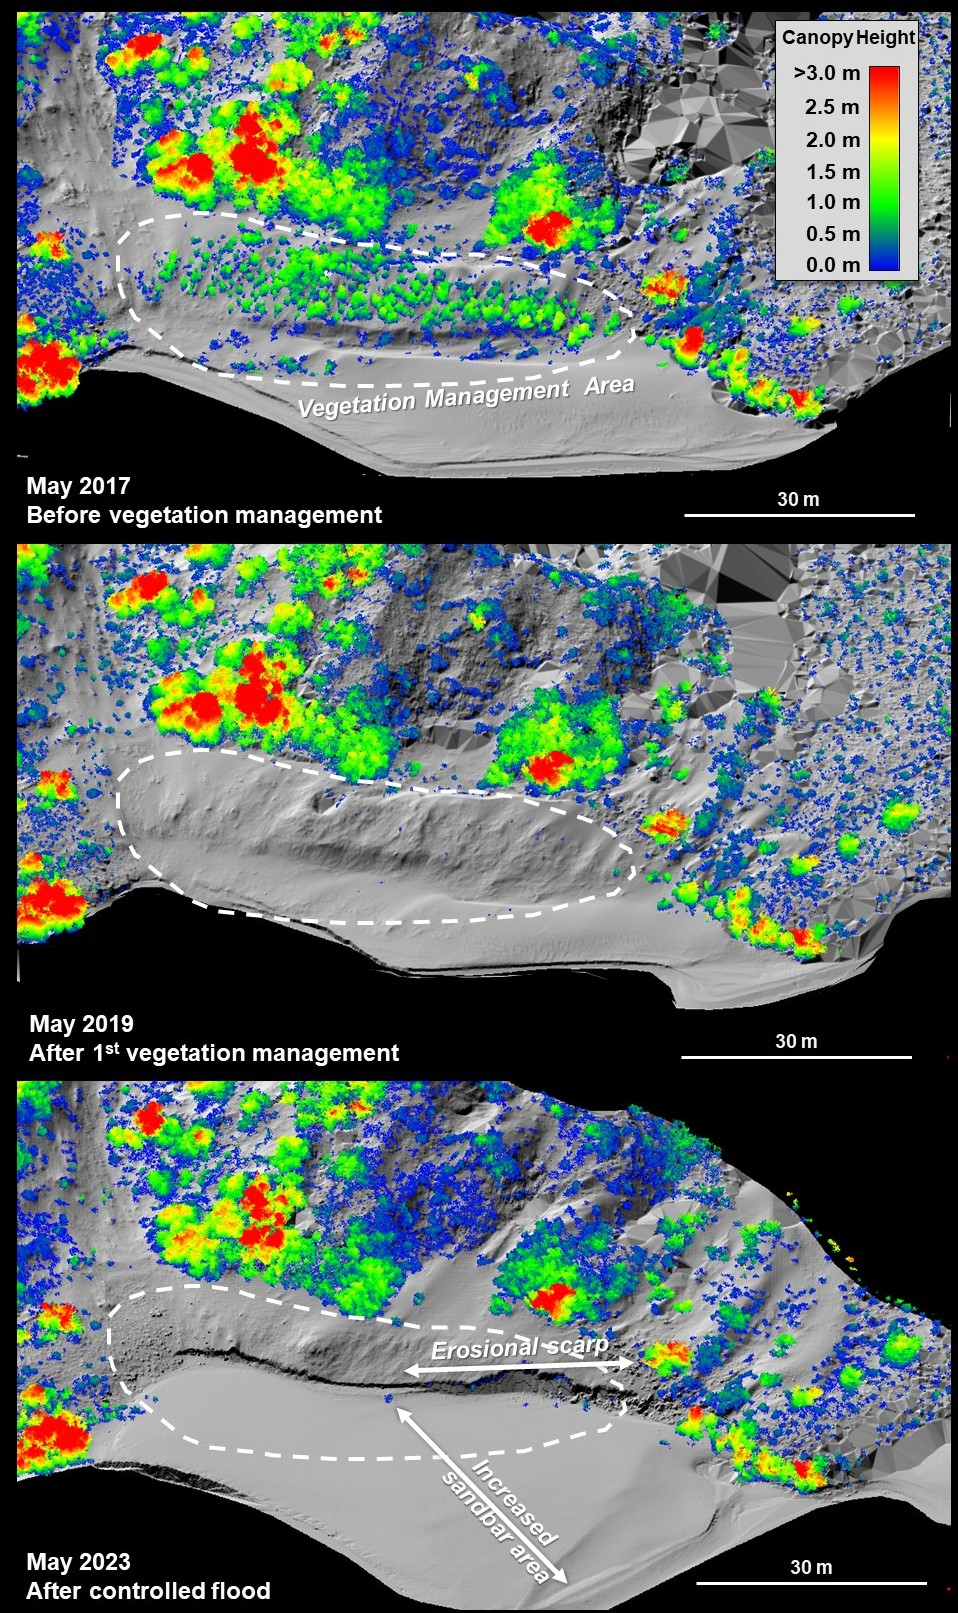 Canopy Height
>3.0 m
2.5 m
2.0 m
1.5 m
1.0 m
0.5 m
0.0 m
Vegetation Management Area
May 2017
Before vegetation management
30 m
May 2019
After 1st vegetation management
30 m
Erosional scarp
Increased
sandbar area
May 2023
After controlled flood
30 m